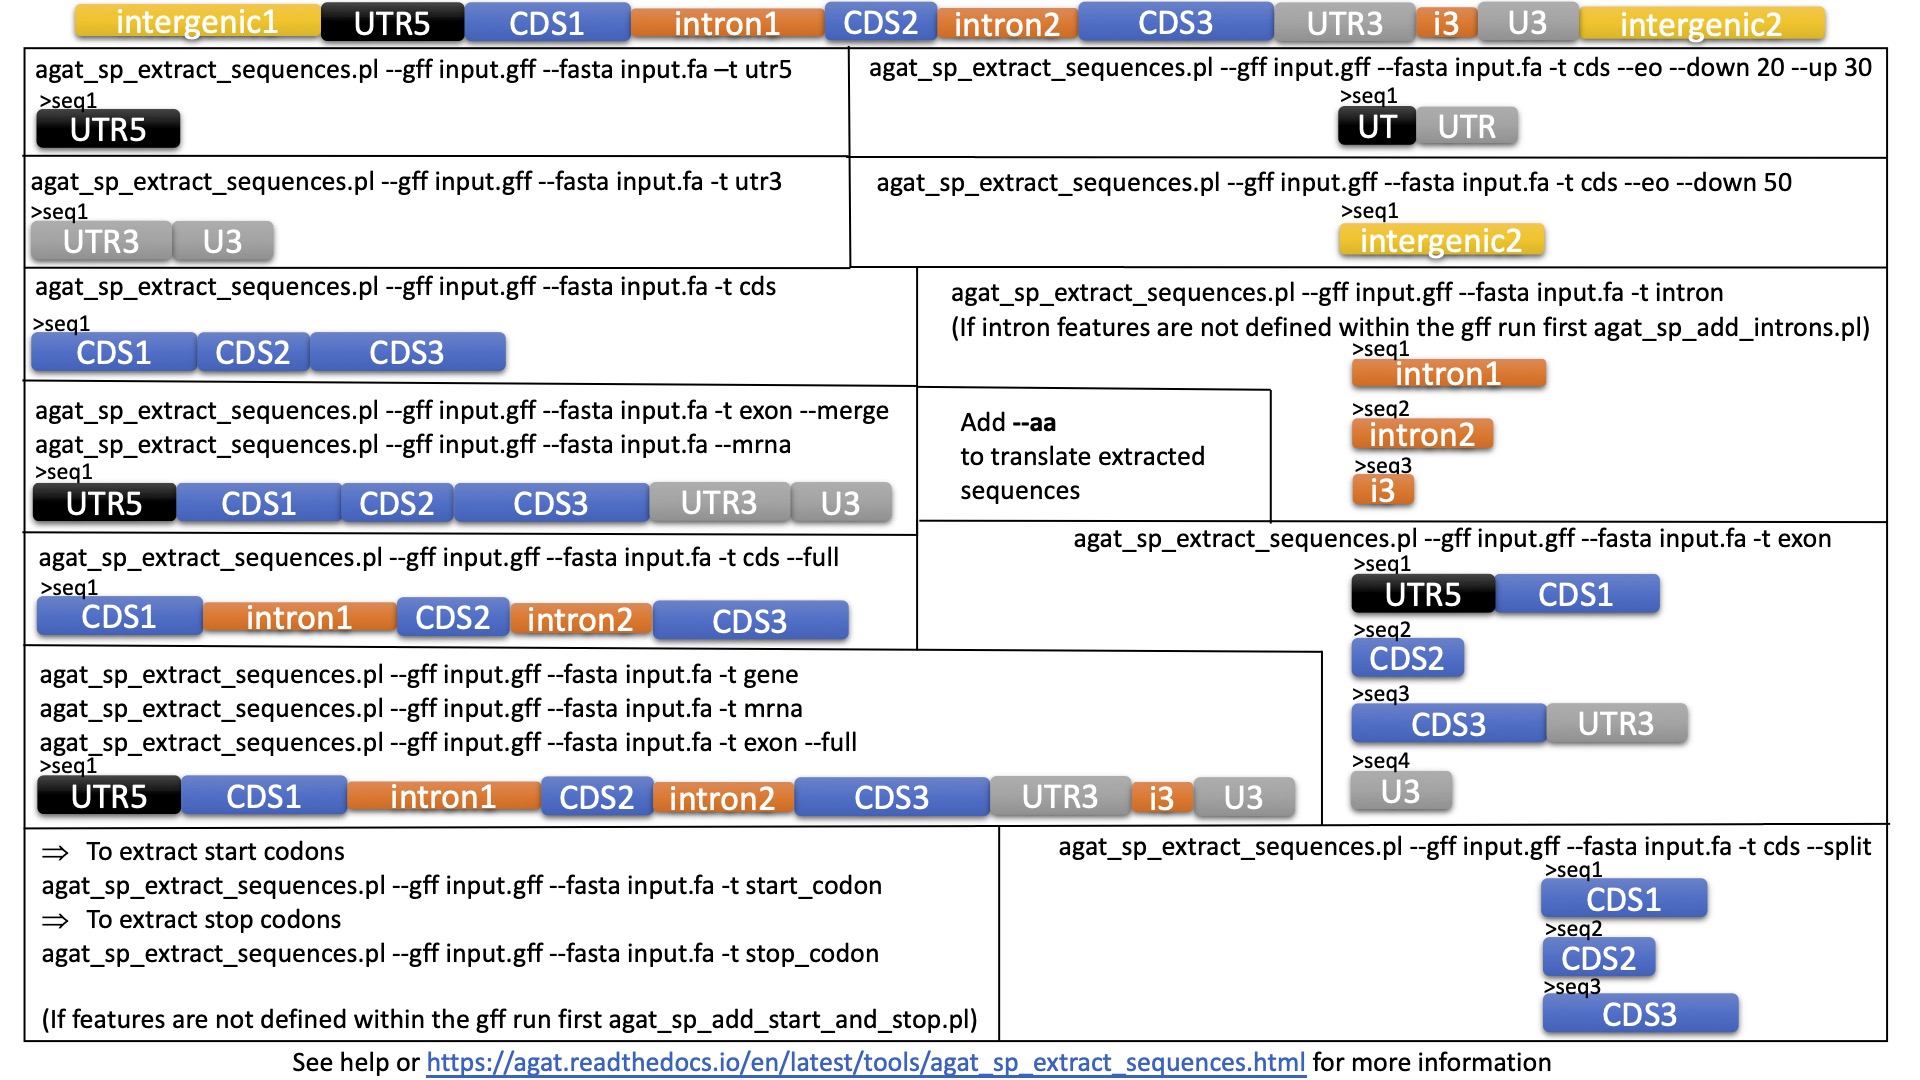 intergenic1 UTR5 CDS1 intron1 CDS2 intron2 CDS3 UTR3 i3 U3 intergenic2
agat_sp_extract_sequences.pl --gff input.gff --fasta input.fa –t utr5
>seq1
UTR5
agat_sp_extract_sequences.pl --gff input.gff --fasta input.fa -t cds --eo --down 20 --up 30
>seq1
UT UTR
agat_sp_extract_sequences.pl --gff input.gff --fasta input.fa -t utr3
>seq1
UTR3 U3
agat_sp_extract_sequences.pl --gff input.gff --fasta input.fa -t cds --eo --down 50
>seq1
intergenic2
agat_sp_extract_sequences.pl --gff input.gff --fasta input.fa -t cds
>seq1
CDS1 CDS2 CDS3
agat_sp_extract_sequences.pl --gff input.gff --fasta input.fa -t intron
(If intron features are not defined within the gff run first agat_sp_add_introns.pl)
>seq1
intron1
>seq2
intron2
>seq3
i3
agat_sp_extract_sequences.pl --gff input.gff --fasta input.fa -t exon --merge
agat_sp_extract_sequences.pl --gff input.gff --fasta input.fa --mrna
>seq1
UTR5 CDS1 CDS2 CDS3 UTR3 U3
Add --aa
to translate extracted
sequences
agat_sp_extract_sequences.pl --gff input.gff --fasta input.fa -t cds --full
>seq1
CDS1 intron1 CDS2 intron2 CDS3
agat_sp_extract_sequences.pl --gff input.gff --fasta input.fa -t exon
>seq1
UTR5 CDS1
>seq2
CDS2
>seq3
CDS3 UTR3
>seq4
U3
agat_sp_extract_sequences.pl --gff input.gff --fasta input.fa -t gene
agat_sp_extract_sequences.pl --gff input.gff --fasta input.fa -t mrna
agat_sp_extract_sequences.pl --gff input.gff --fasta input.fa -t exon --full
>seq1
UTR5 CDS1 intron1 CDS2 intron2 CDS3 UTR3 i3 U3
⇒ To extract start codons
agat_sp_extract_sequences.pl --gff input.gff --fasta input.fa -t start_codon
⇒ To extract stop codons
agat_sp_extract_sequences.pl --gff input.gff --fasta input.fa -t stop_codon
(If features are not defined within the gff run first agat_sp_add_start_and_stop.pl)
agat_sp_extract_sequences.pl --gff input.gff --fasta input.fa -t cds --split
>seq1
CDS1
>seq2
CDS2
>seq3
CDS3
See help or https://agat.readthedocs.io/en/latest/tools/agat_sp_extract_sequences.html for more information